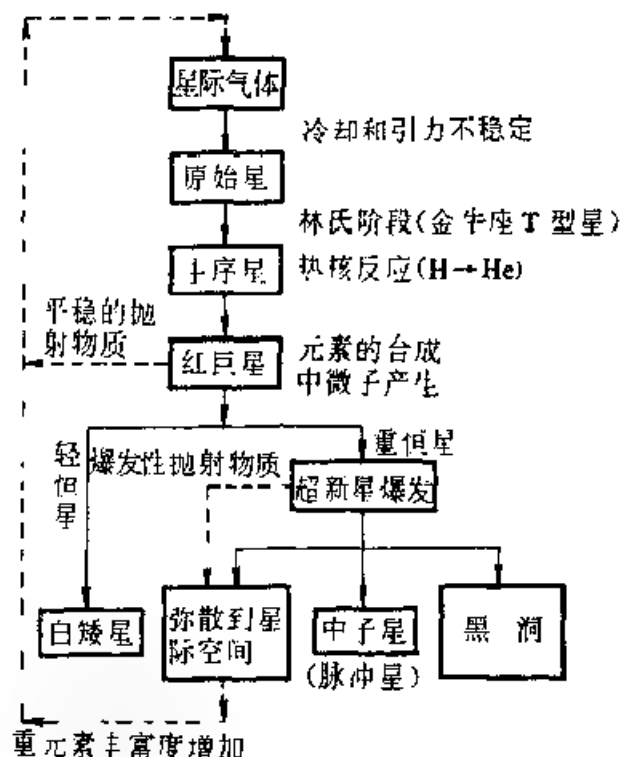 星际气体
冷却和引力不稳定
原始星
林氏阶段(金牛座T型星)
主序星
热核反应(H→He)
平稳的抛
射物质
红巨星
元素的合成
中微子产生
轻恒星
爆发性抛射物质
重恒星
超新星爆发
白矮星
弥散到星
际空间
中子星
(脉冲星)
黑洞
重元素丰富度增加